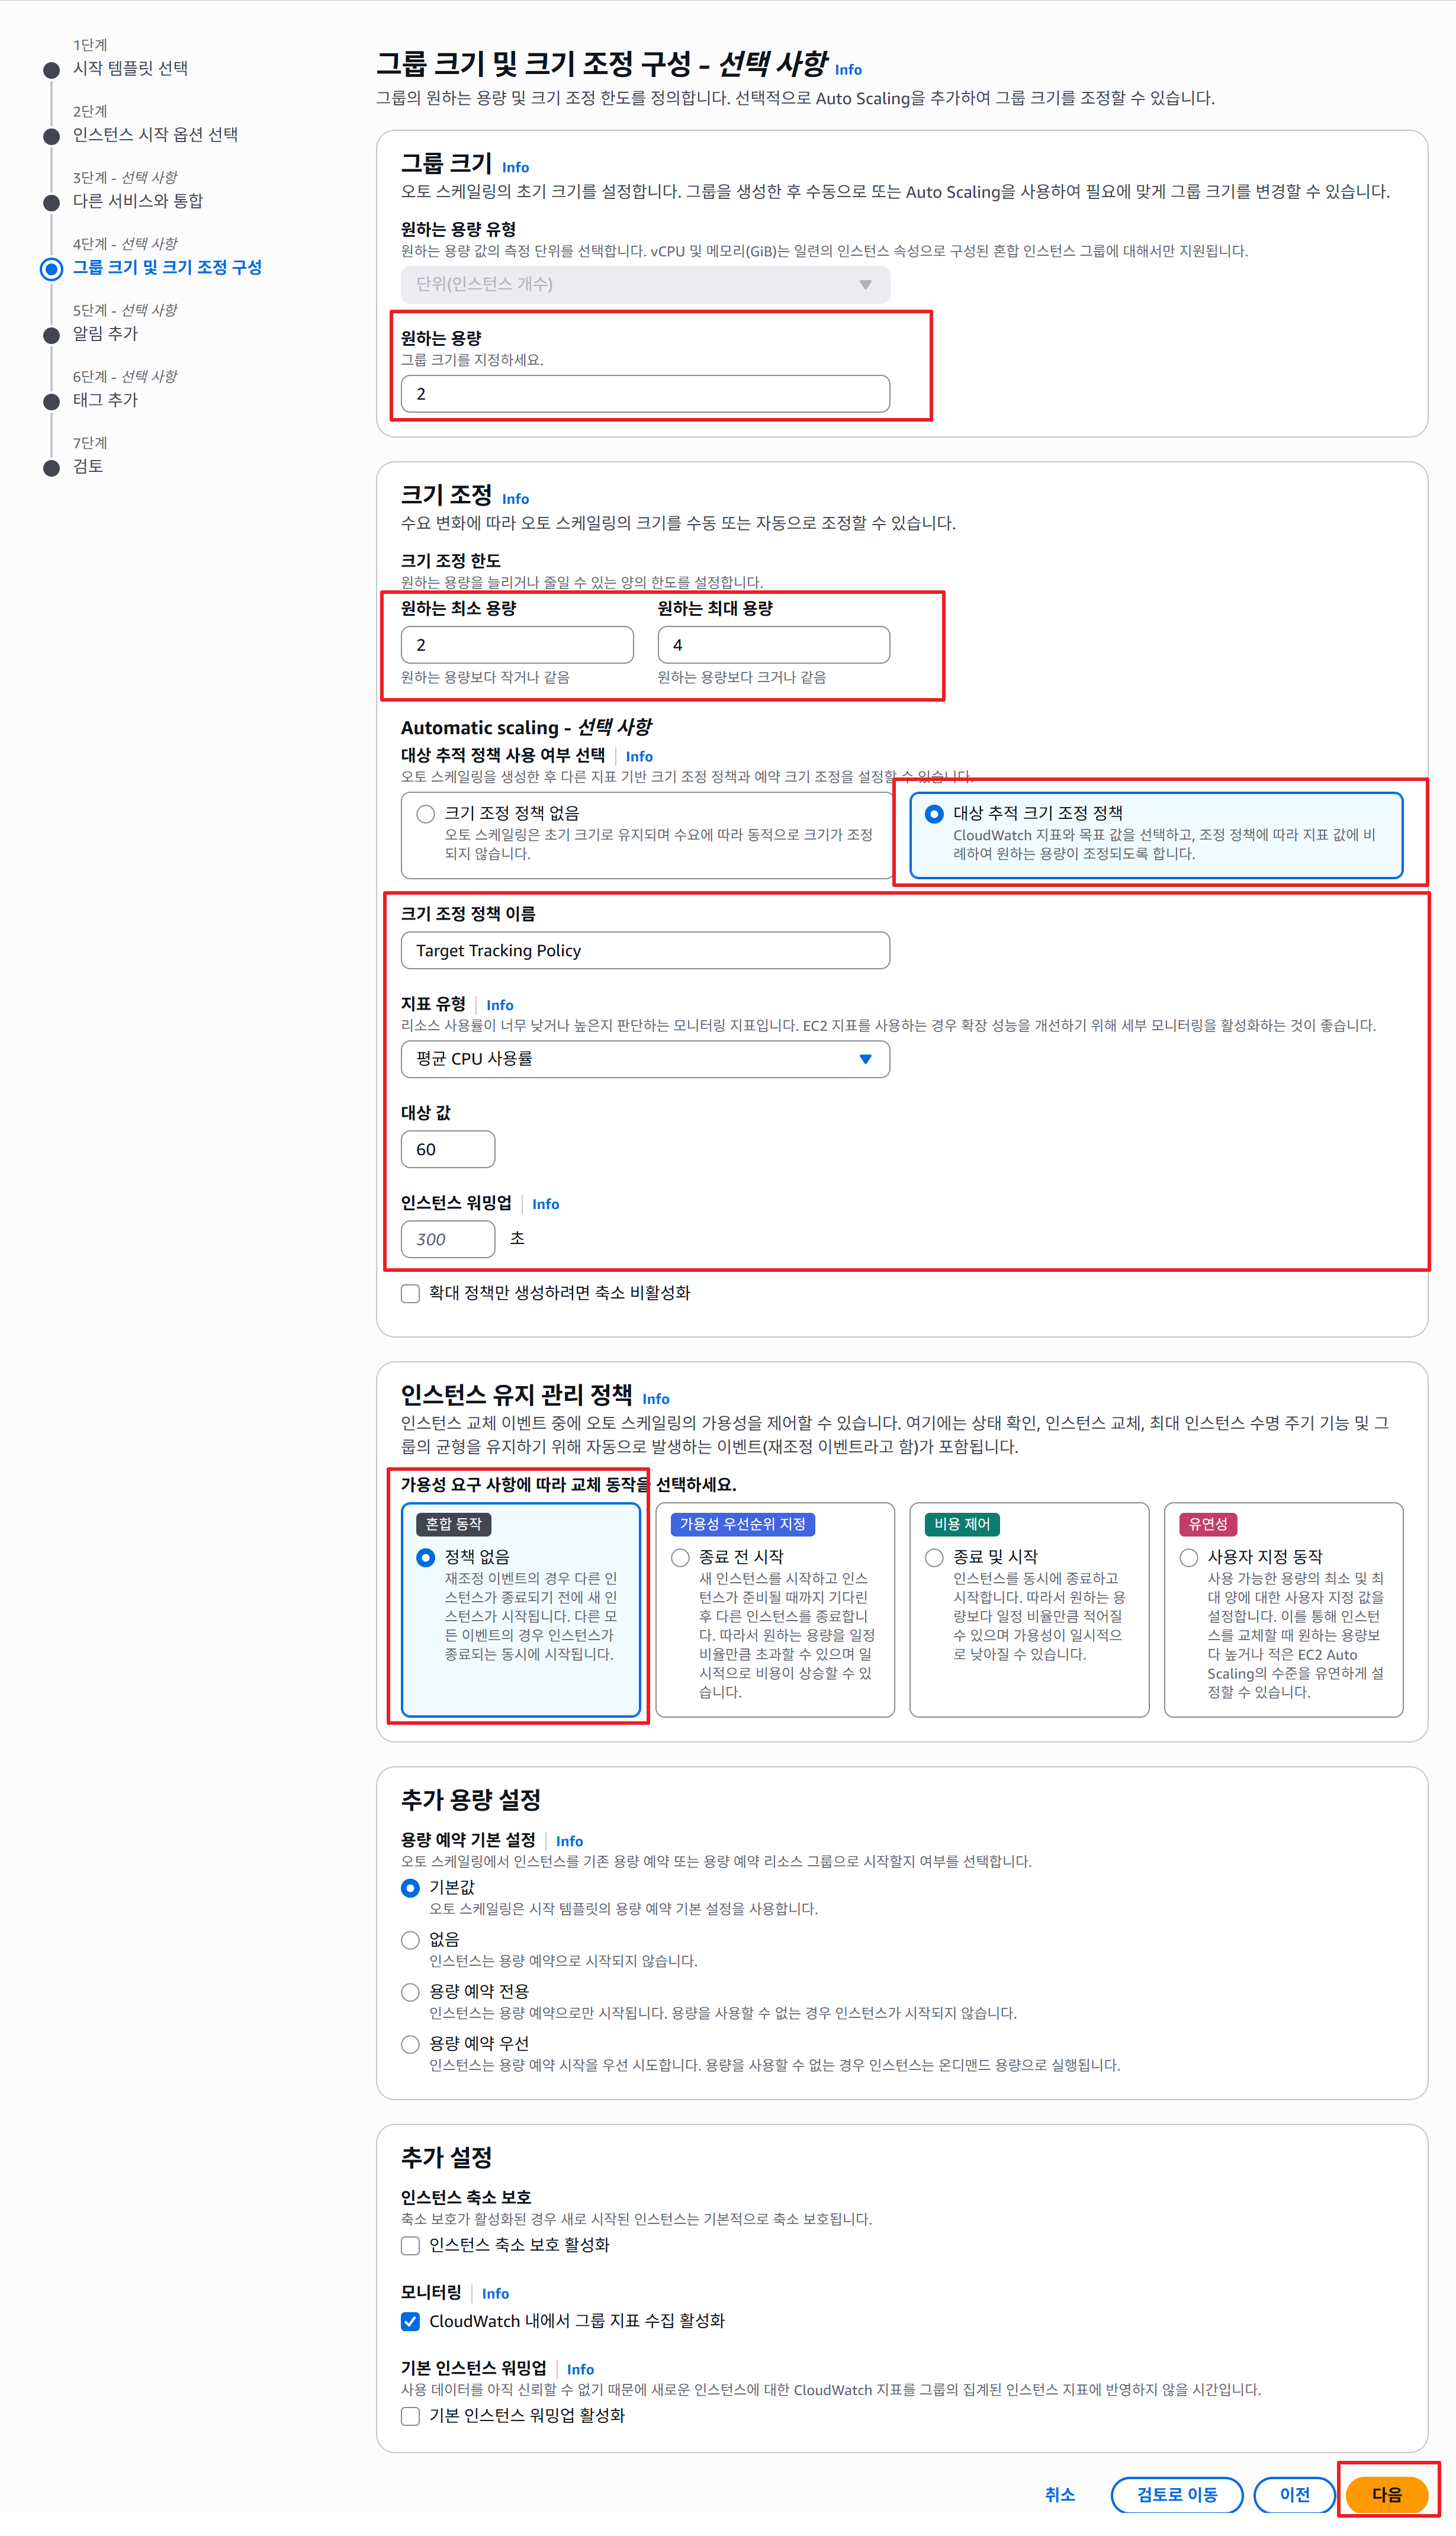 1단계
시작 템플릿 선택
2단계
인스턴스 시작 옵션 선택
3단계 - 선택 사항
다른 서비스와 통합
4단계 - 선택 사항
그룹 크기 및 크기 조정 구성
5단계 - 선택 사항
알림 추가
6단계 - 선택 사항
태그 추가
7단계
검토
그룹 크기 및 크기 조정 구성 - 선택 사항 Info
그룹의 원하는 용량 및 크기 조정 한도를 정의합니다. 선택적으로 Auto Scaling을 추가하여 그룹 크기를 조정할 수 있습니다.
그룹 크기 Info
오토 스케일링의 초기 크기를 설정합니다. 그룹을 생성한 후 수동으로 또는 Auto Scaling을 사용하여 필요에 맞게 그룹 크기를 변경할 수 있습니다.
원하는 용량 유형
원하는 용량 값의 측정 단위를 선택합니다. vCPU 및 메모리(GiB)는 일련의 인스턴스 속성으로 구성된 혼합 인스턴스 그룹에 대해서만 지원됩니다.
단위(인스턴스 개수)
원하는 용량
그룹 크기를 지정하세요.
2
크기 조정 Info
수요 변화에 따라 오토 스케일링의 크기를 수동 또는 자동으로 조정할 수 있습니다.
크기 조정 한도
원하는 용량을 늘리거나 줄일 수 있는 양의 한도를 설정합니다.
원하는 최소 용량 원하는 최대 용량
2 4
원하는 용량보다 작거나 같음 원하는 용량보다 크거나 같음
Automatic scaling - 선택 사항
대상 추적 정책 사용 여부 선택 Info
오토 스케일링을 생성한 후 다른 지표 기반 크기 조정 정책과 예약 크기 조정을 설정할 수 있습니다.
크기 조정 정책 없음
오토 스케일링은 초기 크기로 유지되며 수요에 따라 동적으로 크기가 조정
되지 않습니다.
대상 추적 크기 조정 정책
CloudWatch 지표와 목표 값을 선택하고, 조정 정책에 따라 지표 값에 비
례하여 원하는 용량이 조정되도록 합니다.
크기 조정 정책 이름
Target Tracking Policy
지표 유형 Info
리소스 사용률이 너무 낮거나 높은지 판단하는 모니터링 지표입니다. EC2 지표를 사용하는 경우 확장 성능을 개선하기 위해 세부 모니터링을 활성화하는 것이 좋습니다.
평균 CPU 사용률
대상 값
60
인스턴스 워밍업 Info
300 초
확대 정책만 생성하려면 축소 비활성화
인스턴스 유지 관리 정책 Info
인스턴스 교체 이벤트 중에 오토 스케일링의 가용성을 제어할 수 있습니다. 여기에는 상태 확인, 인스턴스 교체, 최대 인스턴스 수명 주기 기능 및 그
룹의 균형을 유지하기 위해 자동으로 발생하는 이벤트(재조정 이벤트라고 함)가 포함됩니다.
가용성 요구 사항에 따라 교체 동작을 선택하세요.
혼합 동작
정책 없음
재조정 이벤트의 경우 다른 인
스턴스가 종료되기 전에 새 인
스턴스가 시작됩니다. 다른 모
든 이벤트의 경우 인스턴스가
종료되는 동시에 시작됩니다.
가용성 우선순위 지정
종료 전 시작
새 인스턴스를 시작하고 인스
턴스가 준비될 때까지 기다린
후 다른 인스턴스를 종료합니
다. 따라서 원하는 용량을 일정
비율만큼 초과할 수 있으며 일
시적으로 비용이 상승할 수 있
습니다.
비용 제어
종료 및 시작
인스턴스를 동시에 종료하고
시작합니다. 따라서 원하는 용
량보다 일정 비율만큼 적어질
수 있으며 가용성이 일시적으
로 낮아질 수 있습니다.
유연성
사용자 지정 동작
사용 가능한 용량의 최소 및 최
대 양에 대한 사용자 지정 값을
설정합니다. 이를 통해 인스턴
스를 교체할 때 원하는 용량보
다 높거나 적은 EC2 Auto
Scaling의 수준을 유연하게 설
정할 수 있습니다.
추가 용량 설정
용량 예약 기본 설정 Info
오토 스케일링에서 인스턴스를 기존 용량 예약 또는 용량 예약 리소스 그룹으로 시작할지 여부를 선택합니다.
기본값
오토 스케일링은 시작 템플릿의 용량 예약 기본 설정을 사용합니다.
없음
인스턴스는 용량 예약으로 시작되지 않습니다.
용량 예약 전용
인스턴스는 용량 예약으로만 시작됩니다. 용량을 사용할 수 없는 경우 인스턴스가 시작되지 않습니다.
용량 예약 우선
인스턴스는 용량 예약 시작을 우선 시도합니다. 용량을 사용할 수 없는 경우 인스턴스는 온디맨드 용량으로 실행됩니다.
추가 설정
인스턴스 축소 보호
축소 보호가 활성화된 경우 새로 시작된 인스턴스는 기본적으로 축소 보호됩니다.
인스턴스 축소 보호 활성화
모니터링 Info
CloudWatch 내에서 그룹 지표 수집 활성화
기본 인스턴스 워밍업 Info
사용 데이터를 아직 신뢰할 수 없기 때문에 새로운 인스턴스에 대한 CloudWatch 지표를 그룹의 집계된 인스턴스 지표에 반영하지 않을 시간입니다.
기본 인스턴스 워밍업 활성화
취소 검토로 이동 이전 다음